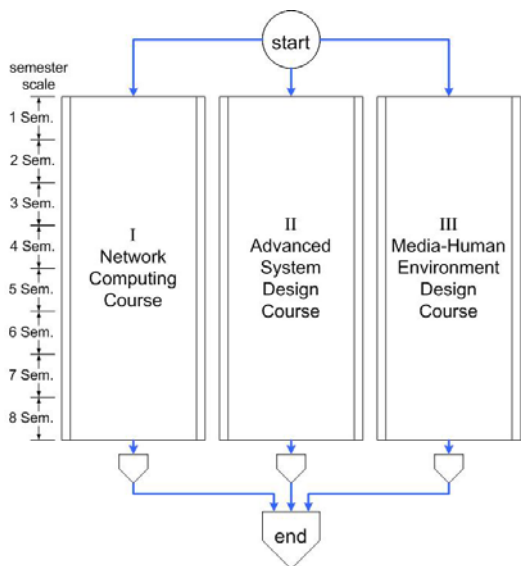 start
semester
scale
1 Sem.
2 Sem.
3 Sem.
4 Sem.
5 Sem.
6 Sem.
7 Sem.
8 Sem.
I
Network
Computing
Course
II
Advanced
System
Design
Course
III
Media-Human
Environment
Design
Course
end